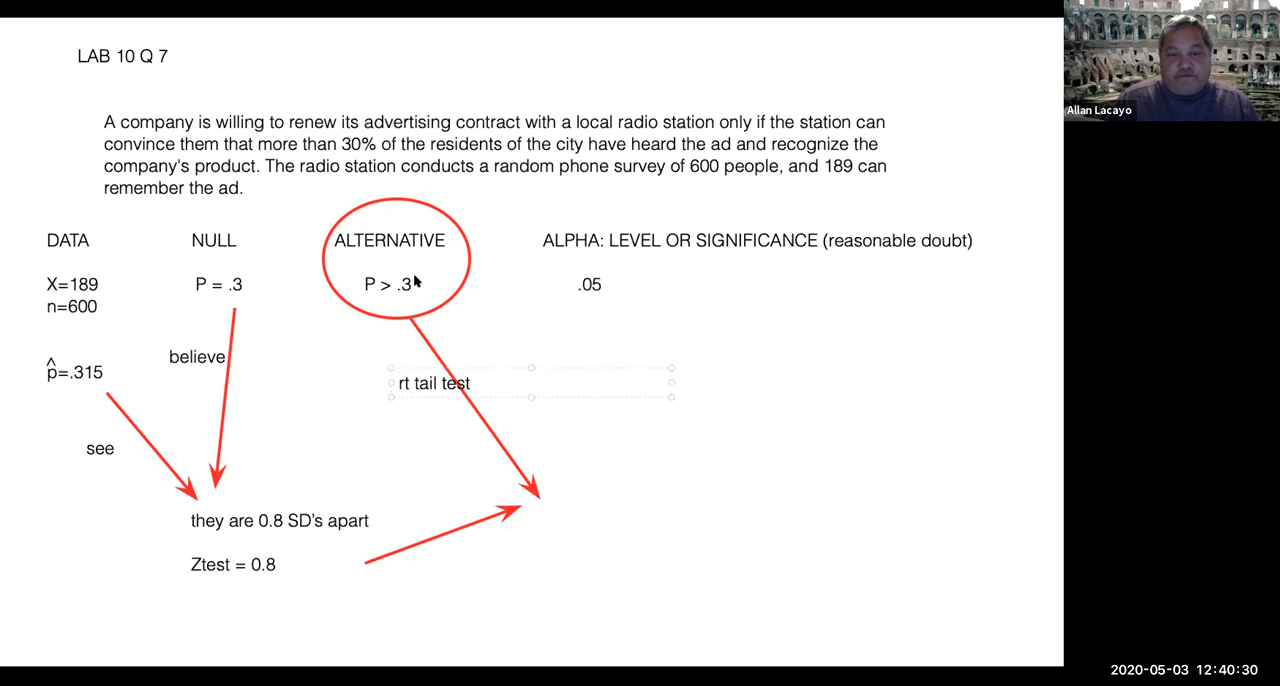 LAB 10 Q 7
Allan Lacayo
A company is willing to renew its advertising contract with a local radio station only if the station can
convince them that more than 30% of the residents of the city have heard the ad and recognize the
company's product. The radio station conducts a random phone survey of 600 people, and 189 can
remember the ad.
DATA NULL ALTERNATIVE ALPHA: LEVEL OR SIGNIFICANCE (reasonable doubt)
X=189 P = .3 P > .3 .05
n=600
believe
p̂=.315
rt tail test
see
they are 0.8 SD's apart
Ztest = 0.8
2020-05-03 12:40:30